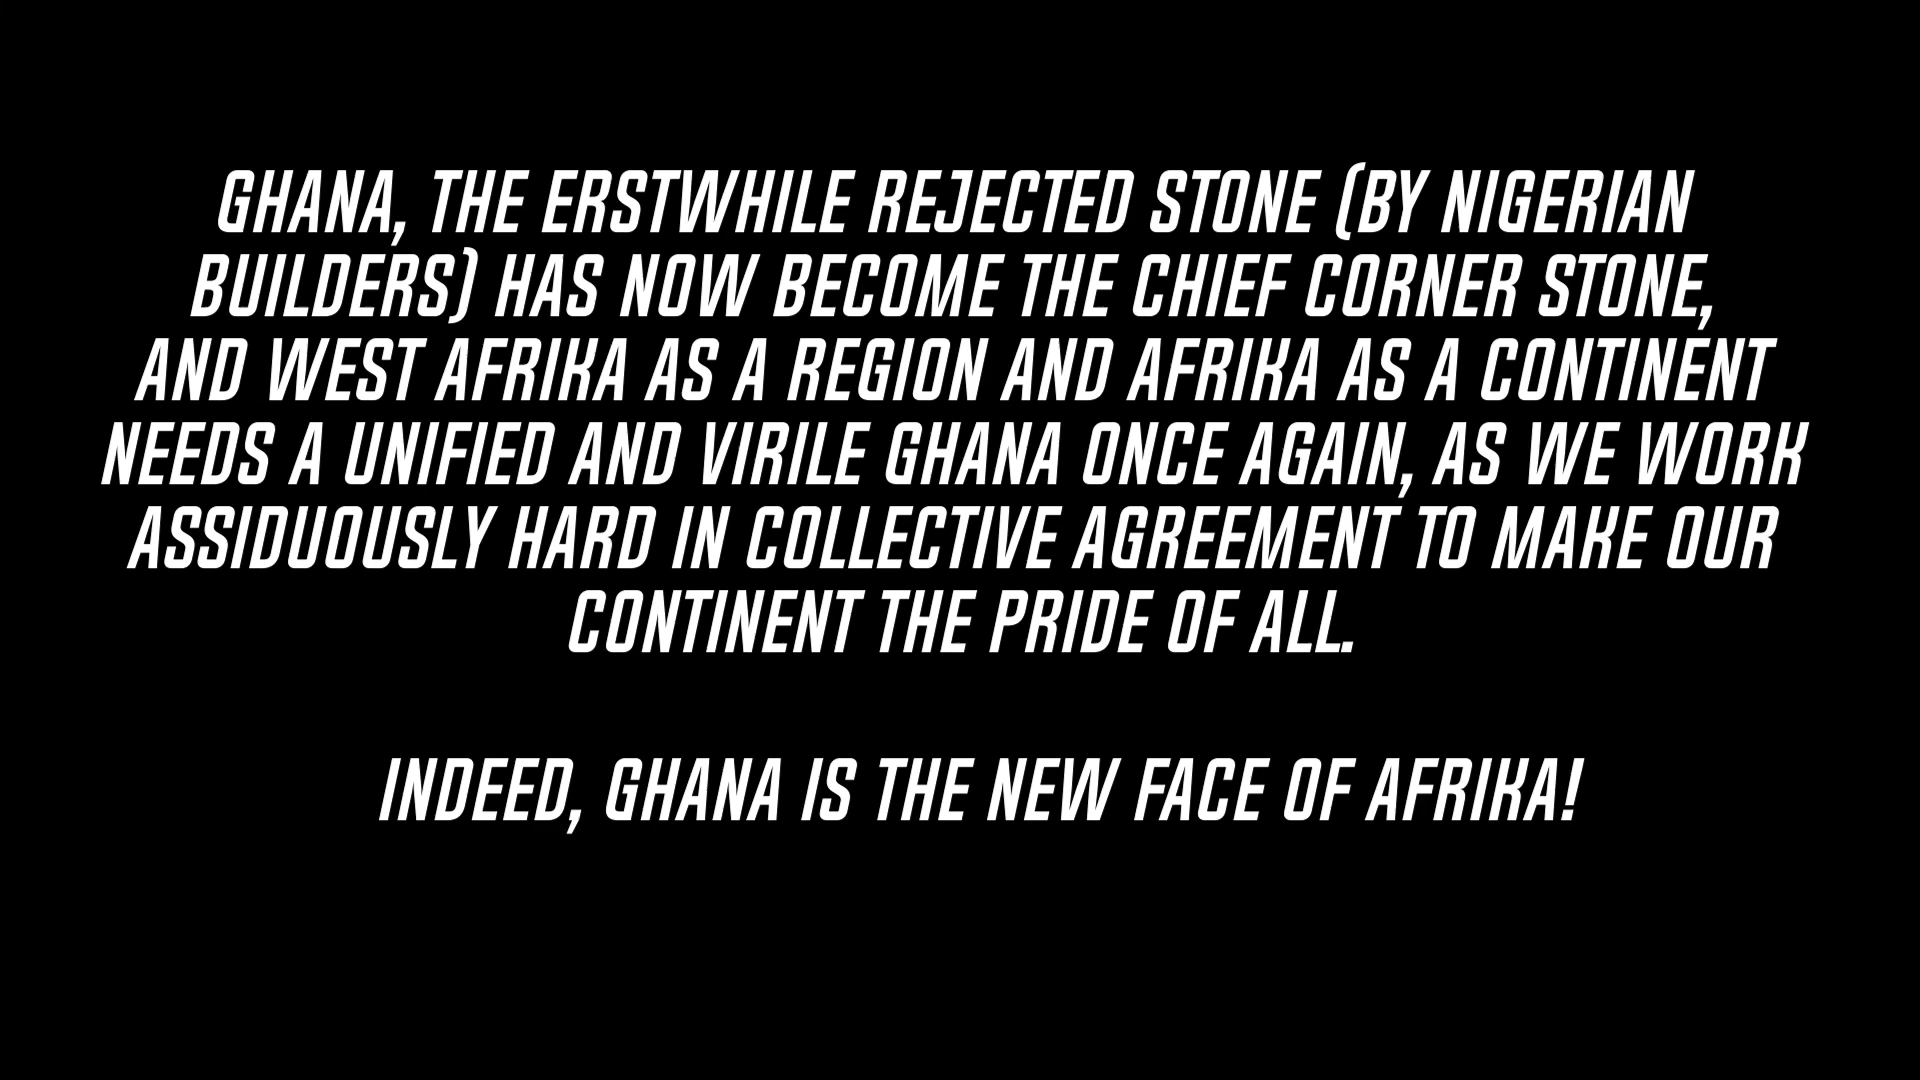 GHANA, THE ERSTWHILE REJECTED STONE (BY NIGERIAN
BUILDERS) HAS NOW BECOME THE CHIEF CORNER STONE,
AND WEST AFRIKA AS A REGION AND AFRIKA AS A CONTINENT
NEEDS A UNIFIED AND VIRILE GHANA ONCE AGAIN, AS WE WORK
ASSIDUOUSLY HARD IN COLLECTIVE AGREEMENT TO MAKE OUR
CONTINENT THE PRIDE OF ALL.
INDEED, GHANA IS THE NEW FACE OF AFRIKA!